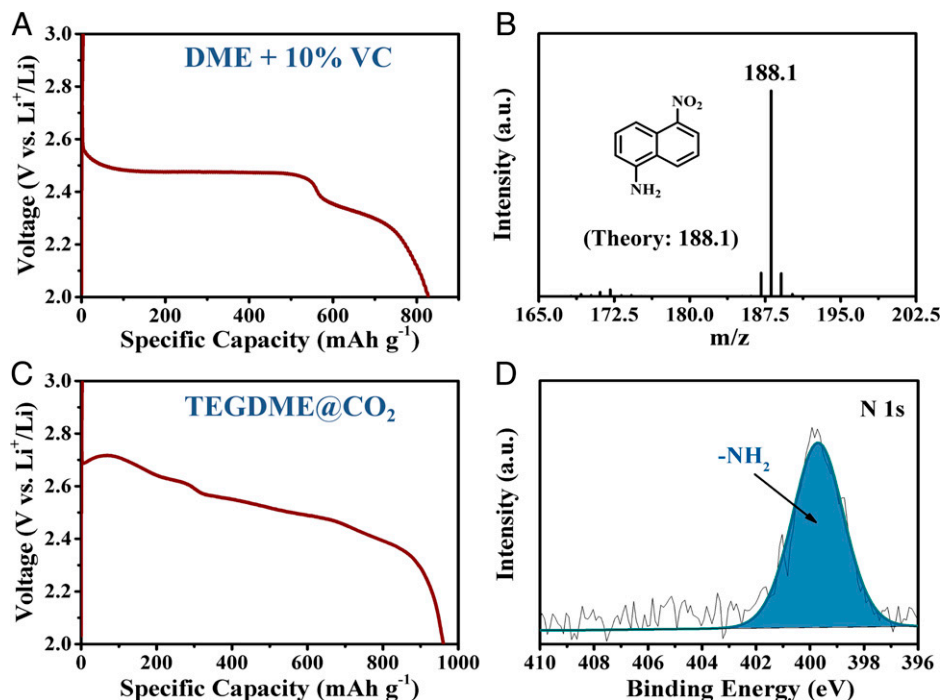 A
DME + 10% VC
Voltage (V vs. Li⁺/Li)
3.0
2.8
2.6
2.4
2.2
2.0
0 200 400 600 800
Specific Capacity (mAh g⁻¹)
B
188.1
NO₂
NH₂
(Theory: 188.1)
Intensity (a.u.)
165.0 172.5 180.0 187.5 195.0 202.5
m/z
C
TEGDME@CO₂
Voltage (V vs. Li⁺/Li)
3.0
2.8
2.6
2.4
2.2
2.0
0 200 400 600 800 1000
Specific Capacity (mAh g⁻¹)
D
N 1s
-NH₂
Intensity (a.u.)
410 408 406 404 402 400 398 396
Binding Energy (eV)